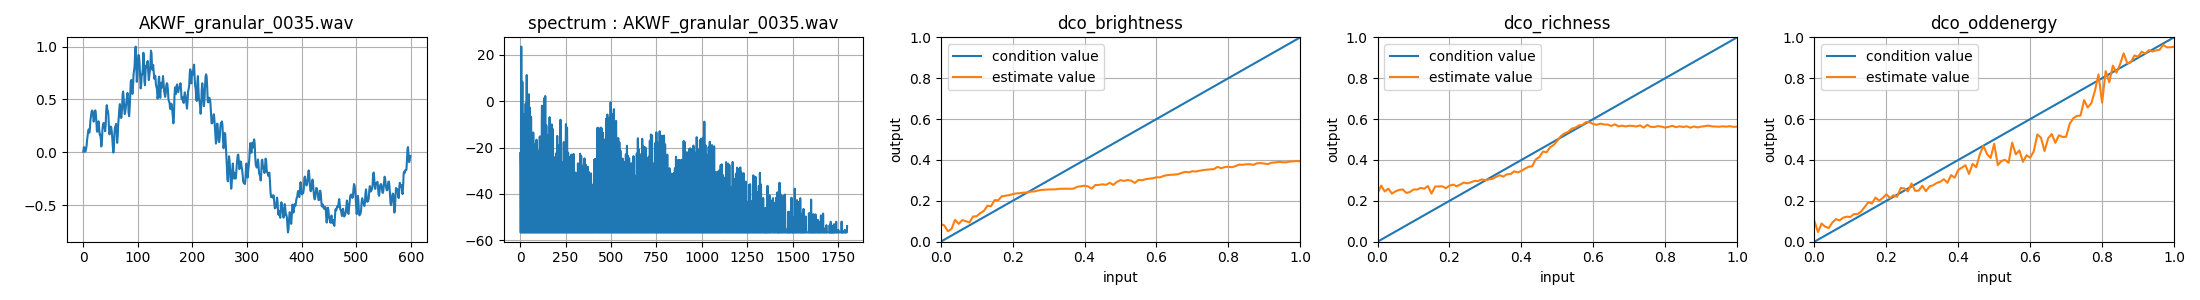 AKWF_granular_0035.wav
1.0
0.5
0.0
−0.5
0 100 200 300 400 500 600
spectrum : AKWF_granular_0035.wav
20
0
−20
−40
−60
0 250 500 750 1000 1250 1500 1750
dco_brightness
condition value
estimate value
output
1.0
0.8
0.6
0.4
0.2
0.0
0.0 0.2 0.4 0.6 0.8 1.0
input
dco_richness
condition value
estimate value
output
1.0
0.8
0.6
0.4
0.2
0.0
0.0 0.2 0.4 0.6 0.8 1.0
input
dco_oddenergy
condition value
estimate value
output
1.0
0.8
0.6
0.4
0.2
0.0
0.0 0.2 0.4 0.6 0.8 1.0
input